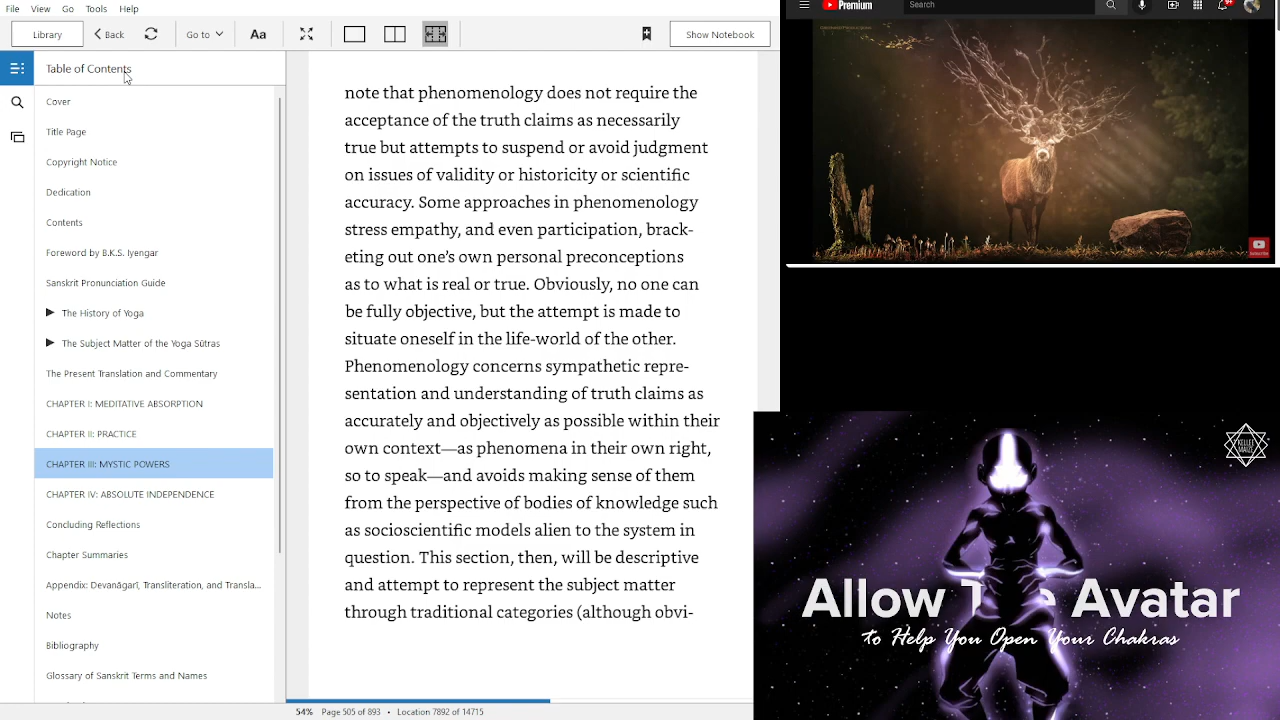 File View Go Tools Help
Library Back Go to Aa Show Notebook
Table of Contents
Cover
Title Page
Copyright Notice
Dedication
Contents
Foreword by B.K.S. Iyengar
Sanskrit Pronunciation Guide
The History of Yoga
The Subject Matter of the Yoga Sūtras
The Present Translation and Commentary
CHAPTER I: MEDITATIVE ABSORPTION
CHAPTER II: PRACTICE
CHAPTER III: MYSTIC POWERS
CHAPTER IV: ABSOLUTE INDEPENDENCE
Concluding Reflections
Chapter Summaries
Appendix: Devanāgarī, Transliteration, and Transla...
Notes
Bibliography
Glossary of Sanskrit Terms and Names
note that phenomenology does not require the
acceptance of the truth claims as necessarily
true but attempts to suspend or avoid judgment
on issues of validity or historicity or scientific
accuracy. Some approaches in phenomenology
stress empathy, and even participation, brack-
eting out one’s own personal preconceptions
as to what is real or true. Obviously, no one can
be fully objective, but the attempt is made to
situate oneself in the life-world of the other.
Phenomenology concerns sympathetic repre-
sentation and understanding of truth claims as
accurately and objectively as possible within their
own context—as phenomena in their own right,
so to speak—and avoids making sense of them
from the perspective of bodies of knowledge such
as socioscientific models alien to the system in
question. This section, then, will be descriptive
and attempt to represent the subject matter
through traditional categories (although obvi-
54% Page 505 of 893 • Location 7892 of 14715
Premium Search 9+
Subscribe
Allow T e Avatar
to Help You Open Your Chakras